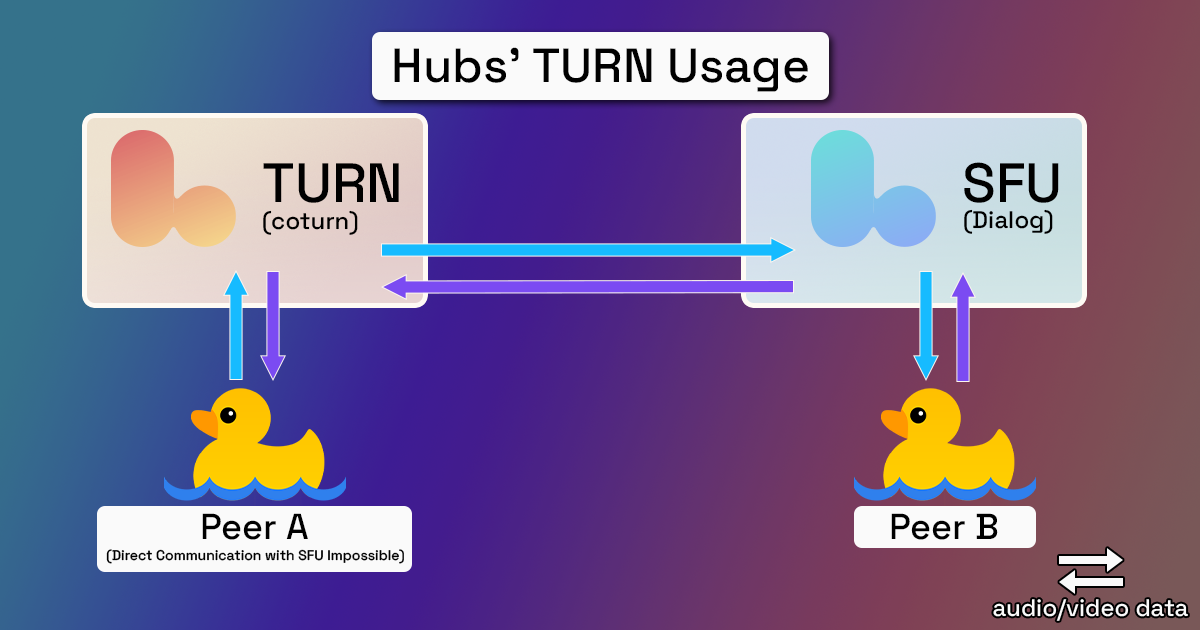 Hubs’ TURN Usage
TURN
(coturn)
SFU
(Dialog)
Peer A
(Direct Communication with SFU Impossible)
Peer B
audio/video data